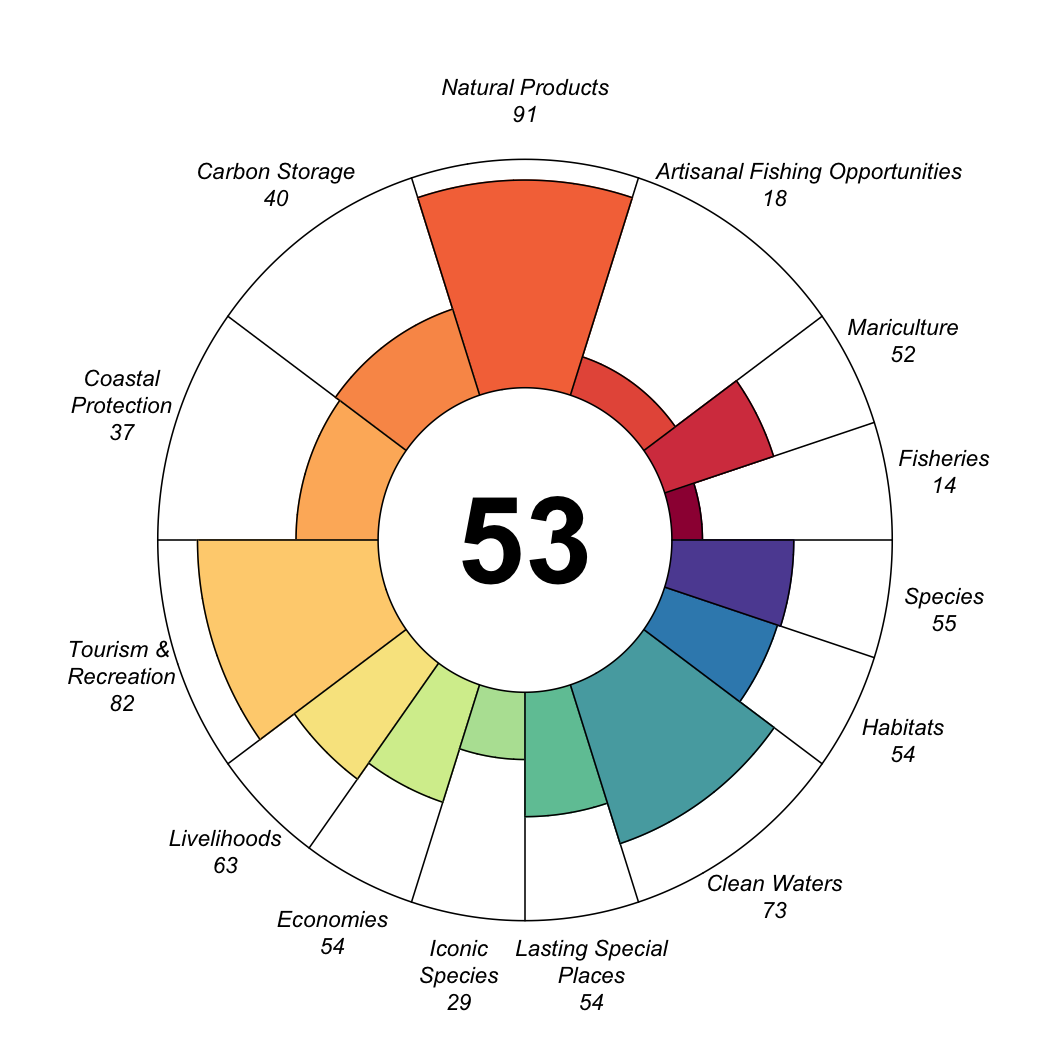 Natural Products
91
Carbon Storage
40
Artisanal Fishing Opportunities
18
Mariculture
52
Coastal
Protection
37
Fisheries
14
53
Species
55
Tourism &
Recreation
82
Habitats
54
Livelihoods
63
Clean Waters
73
Economies
54
Iconic
Species
29
Lasting Special
Places
54